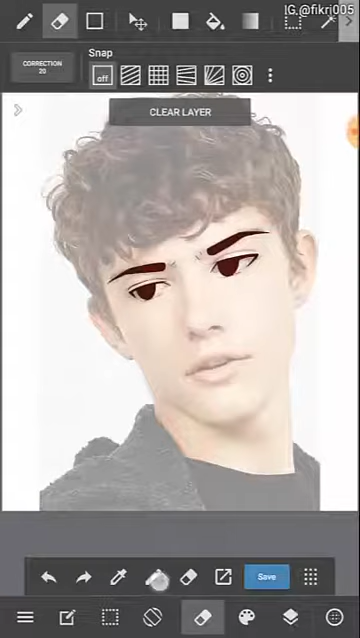 IG.@fikri005
Snap
CORRECTION
20
off
CLEAR LAYER
Save